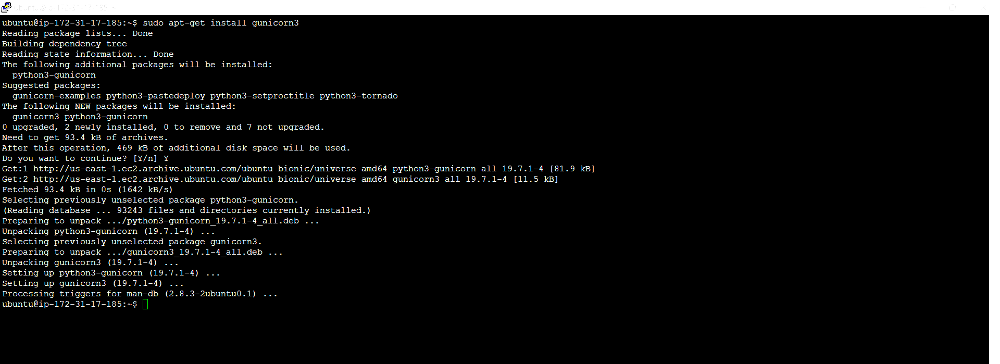 ubuntu@ip-172-31-17-185: ~
ubuntu@ip-172-31-17-185:~$ sudo apt-get install gunicorn3
Reading package lists... Done
Building dependency tree
Reading state information... Done
The following additional packages will be installed:
  python3-gunicorn
Suggested packages:
  gunicorn-examples python3-pastedeploy python3-setproctitle python3-tornado
The following NEW packages will be installed:
  gunicorn3 python3-gunicorn
0 upgraded, 2 newly installed, 0 to remove and 7 not upgraded.
Need to get 93.4 kB of archives.
After this operation, 469 kB of additional disk space will be used.
Do you want to continue? [Y/n] Y
Get:1 http://us-east-1.ec2.archive.ubuntu.com/ubuntu bionic/universe amd64 python3-gunicorn all 19.7.1-4 [81.9 kB]
Get:2 http://us-east-1.ec2.archive.ubuntu.com/ubuntu bionic/universe amd64 gunicorn3 all 19.7.1-4 [11.5 kB]
Fetched 93.4 kB in 0s (1642 kB/s)
Selecting previously unselected package python3-gunicorn.
(Reading database ... 93243 files and directories currently installed.)
Preparing to unpack .../python3-gunicorn_19.7.1-4_all.deb ...
Unpacking python3-gunicorn (19.7.1-4) ...
Selecting previously unselected package gunicorn3.
Preparing to unpack .../gunicorn3_19.7.1-4_all.deb ...
Unpacking gunicorn3 (19.7.1-4) ...
Setting up python3-gunicorn (19.7.1-4) ...
Setting up gunicorn3 (19.7.1-4) ...
Processing triggers for man-db (2.8.3-2ubuntu0.1) ...
ubuntu@ip-172-31-17-185:~$